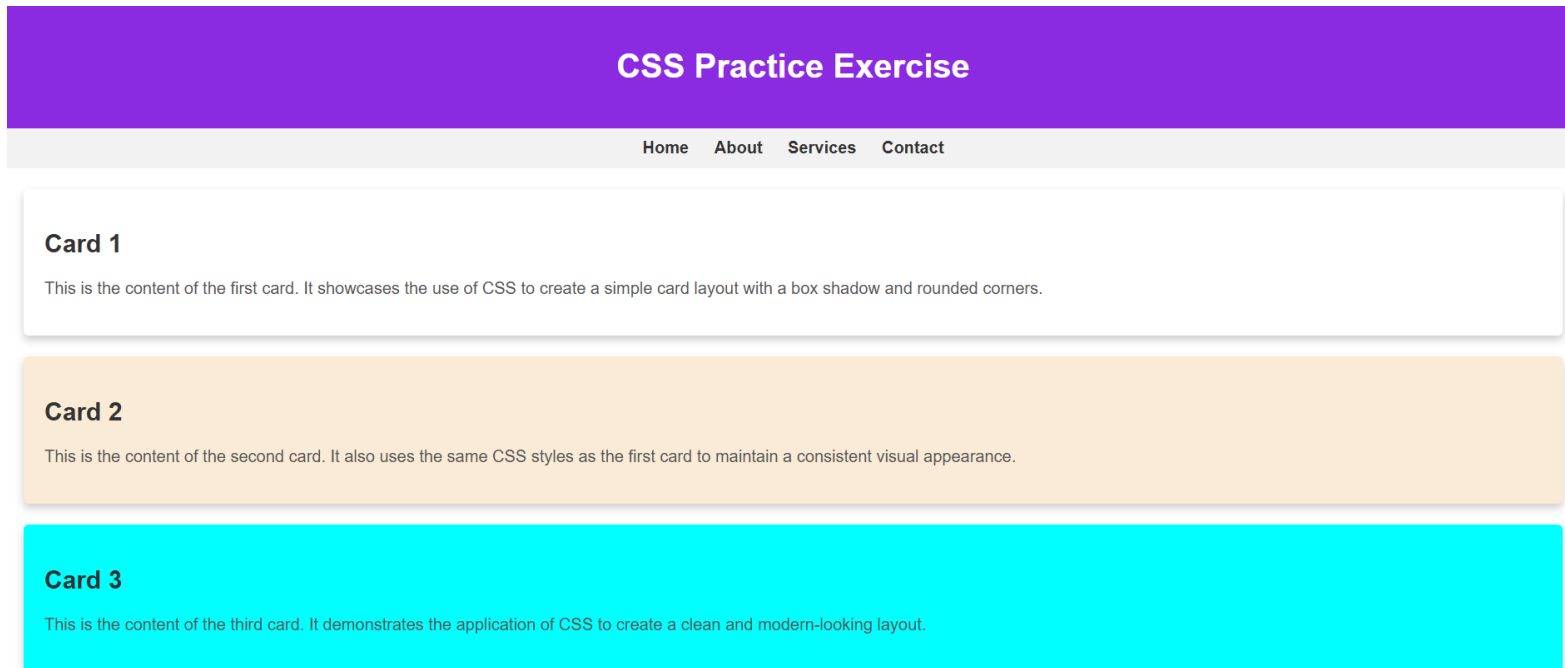 CSS Practice Exercise
Home About Services Contact
Card 1
This is the content of the first card. It showcases the use of CSS to create a simple card layout with a box shadow and rounded corners.
Card 2
This is the content of the second card. It also uses the same CSS styles as the first card to maintain a consistent visual appearance.
Card 3
This is the content of the third card. It demonstrates the application of CSS to create a clean and modern-looking layout.